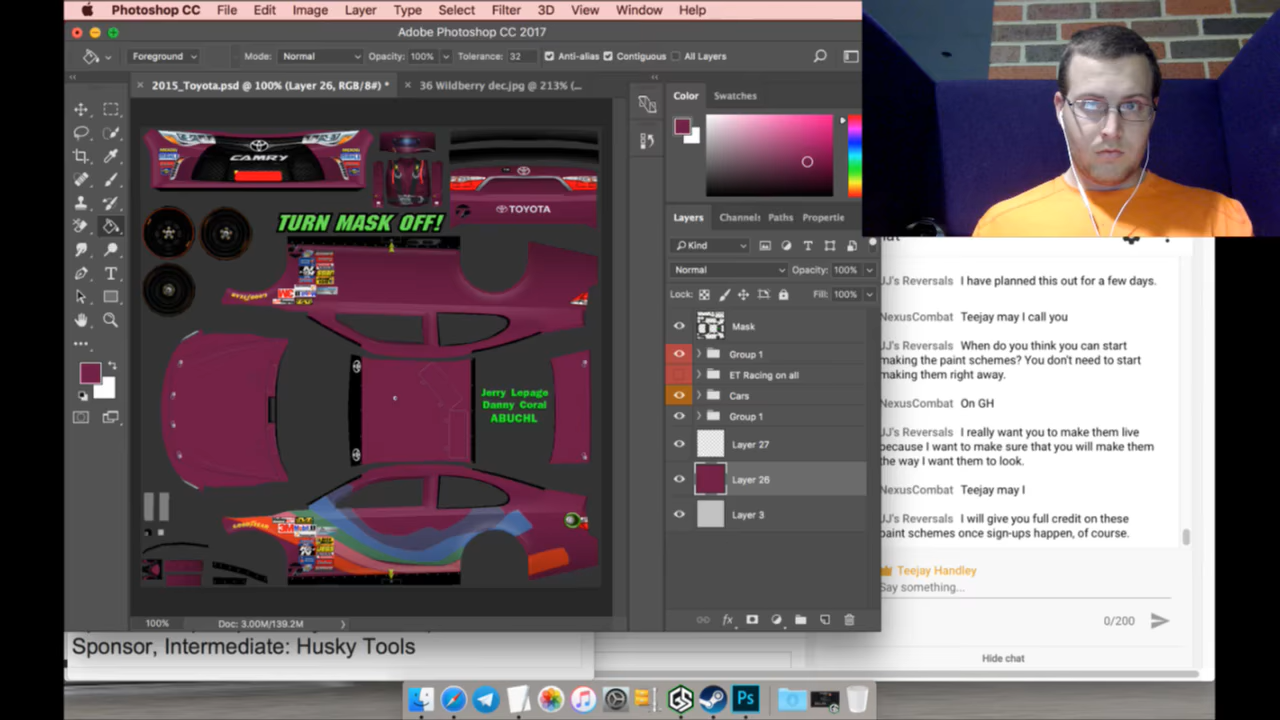 Photoshop CC File Edit Image Layer Type Select Filter 3D View Window Help
Adobe Photoshop CC 2017
Foreground Mode: Normal Opacity: 100% Tolerance: 32 Anti-alias Contiguous All Layers
2015_Toyota.psd @ 100% (Layer 26, RGB/8#) *
36 Wildberry dec.jpg @ 213% (...
Color Swatches
CAMRY
TOYOTA
TURN MASK OFF!
Jerry Lepage
Danny Coral
ABUCHL
Layers Channel: Paths Propertie
Kind
Normal Opacity: 100%
Lock: Fill: 100%
Mask
Group 1
ET Racing on all
Cars
Group 1
Layer 27
Layer 26
Layer 3
100% Doc: 3.00M/139.2M
Sponsor, Intermediate: Husky Tools
JJ's Reversals I have planned this out for a few days.
NexusCombat Teejay may I call you
JJ's Reversals When do you think you can start
making the paint schemes? You don't need to start
making them right away.
NexusCombat On GH
JJ's Reversals I really want you to make them live
because I want to make sure that you will make them
the way I want them to look.
NexusCombat Teejay may I
JJ's Reversals I will give you full credit on these
paint schemes once sign-ups happen, of course.
Teejay Handley
Say something...
0/200
Hide chat
Ps